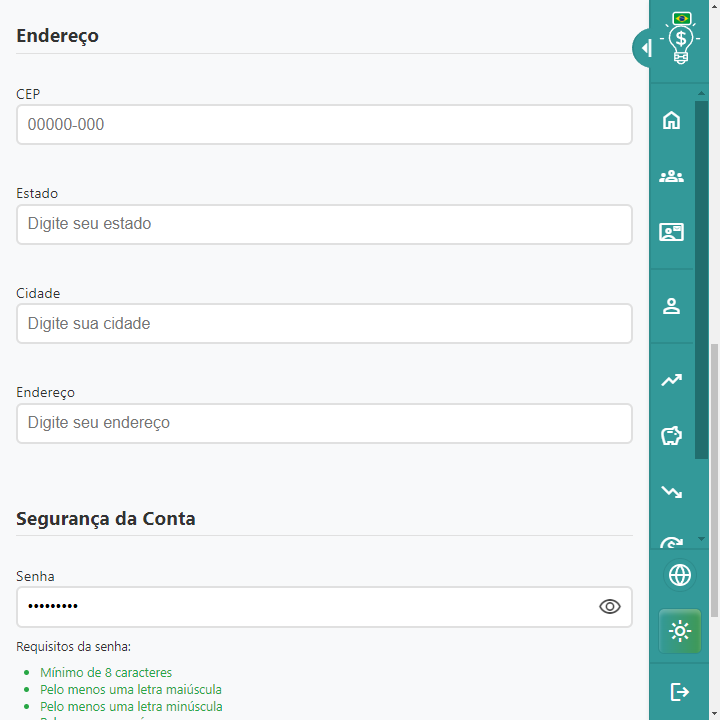 Endereço
CEP
00000-000
Estado
Digite seu estado
Cidade
Digite sua cidade
Endereço
Digite seu endereço
Segurança da Conta
Senha
•••••••••
Requisitos da senha:
• Mínimo de 8 caracteres
• Pelo menos uma letra maiúscula
• Pelo menos uma letra minúscula